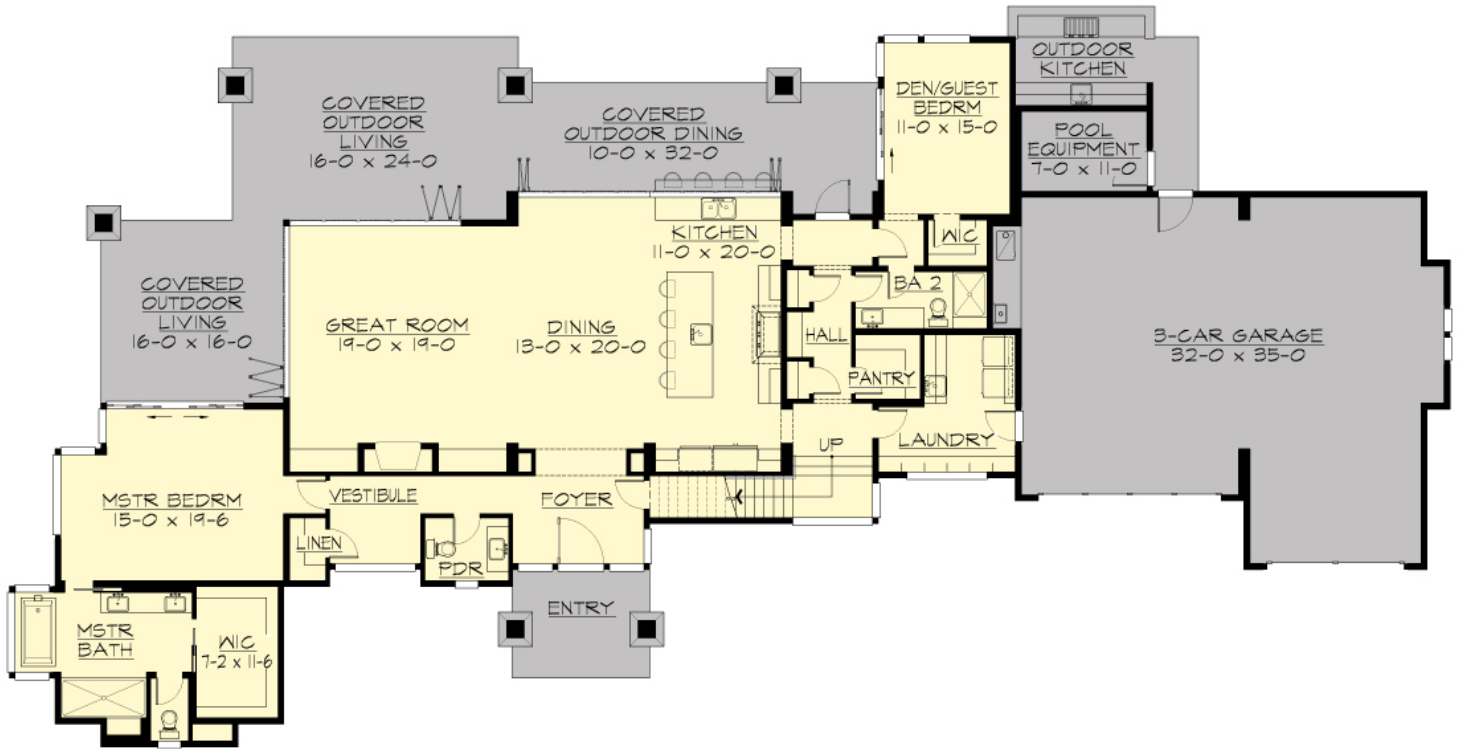 OUTDOOR
KITCHEN
COVERED
OUTDOOR
LIVING
16-0 x 24-0
COVERED
OUTDOOR DINING
10-0 x 32-0
DEN/GUEST
BEDRM
11-0 x 15-0
POOL
EQUIPMENT
7-0 x 11-0
KITCHEN
11-0 x 20-0
WIC
COVERED
OUTDOOR
LIVING
16-0 x 16-0
BA 2
GREAT ROOM
19-0 x 19-0
DINING
13-0 x 20-0
HALL
3-CAR GARAGE
32-0 x 35-0
PANTRY
UP
LAUNDRY
MSTR BEDRM
15-0 x 19-6
VESTIBULE
FOYER
LINEN
PDR
ENTRY
MSTR
BATH
WIC
7-2 x 11-6